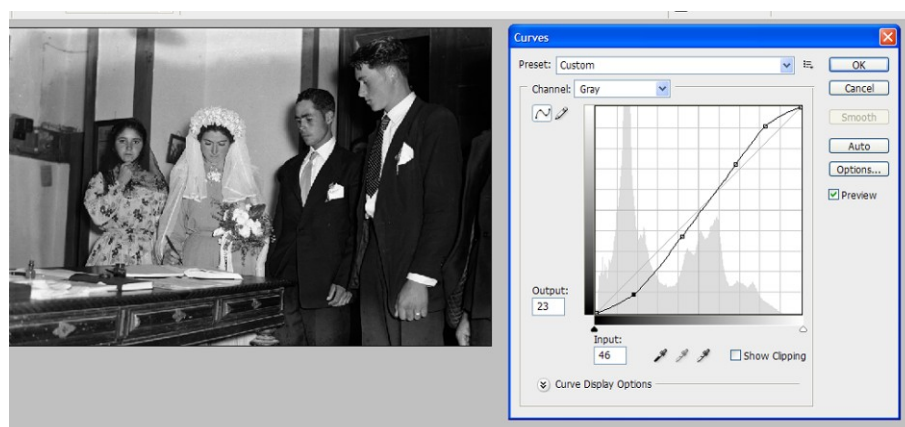 Curves
Preset: Custom
OK
Channel: Gray
Cancel
Smooth
Auto
Options...
Preview
Output:
23
Input:
46
Show Clipping
Curve Display Options